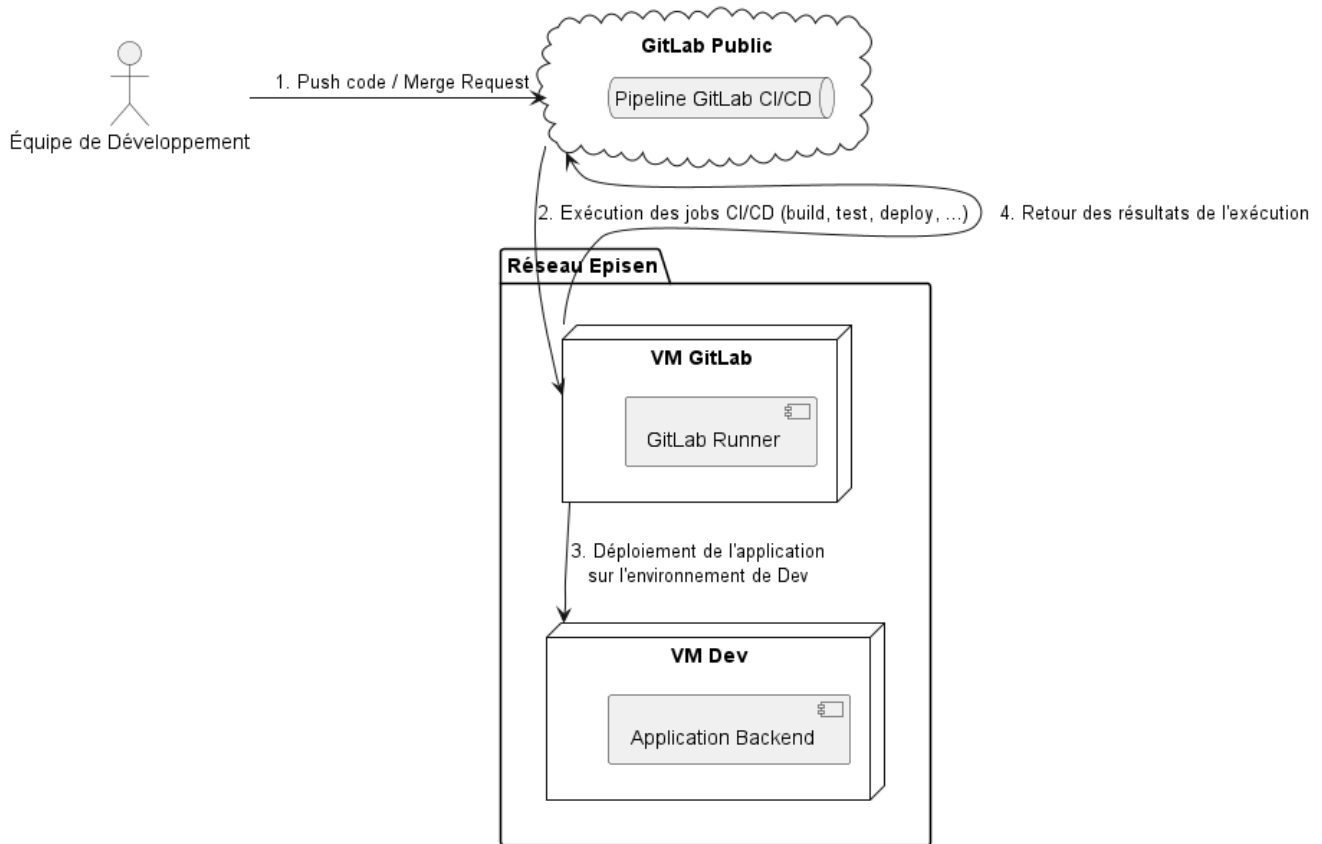 GitLab Public
Pipeline GitLab CI/CD
1. Push code / Merge Request
Équipe de Développement
2. Exécution des jobs CI/CD (build, test, deploy, ...)
4. Retour des résultats de l'exécution
Réseau Episen
VM GitLab
GitLab Runner
3. Déploiement de l'application
sur l'environnement de Dev
VM Dev
Application Backend